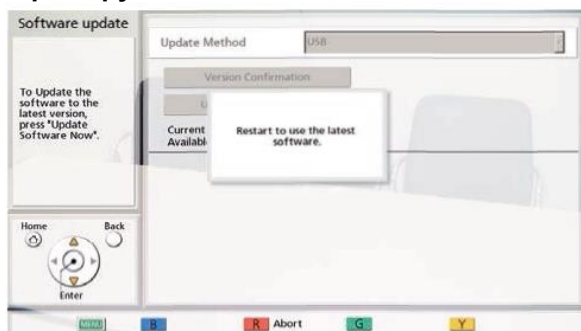 Software update
To Update the
software to the
latest version,
press "Update
Software Now".
Update Method
USB
Version Confirmation
U
Current
Availabl
Restart to use the latest
software.
Home
Back
Enter
MENU
B
R Abort
G
Y